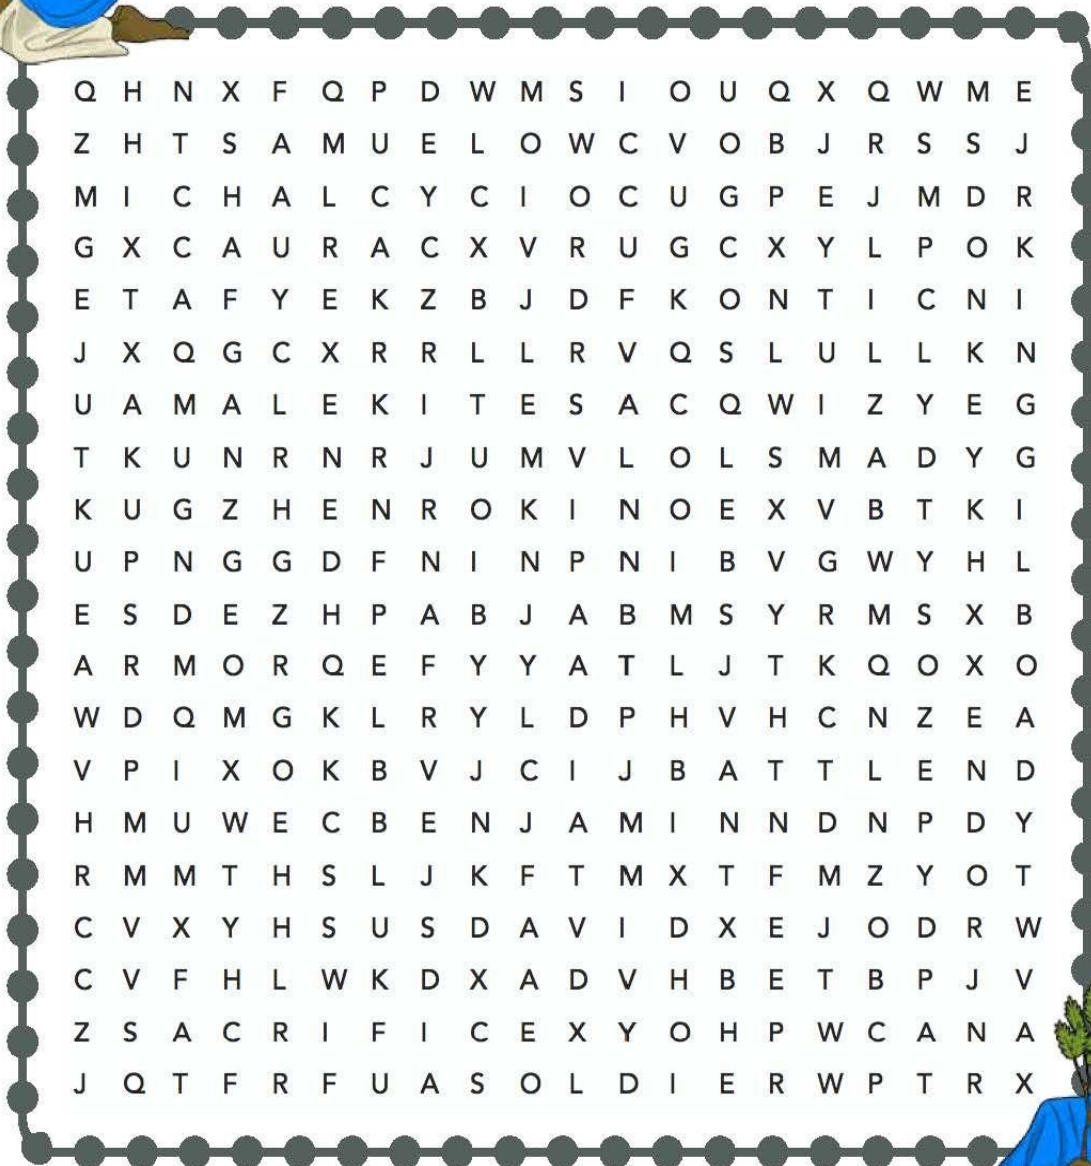 Q H N X F Q P D W M S I O U Q X Q W M E
Z H T S A M U E L O W C V O B J R S S J
M I C H A L C Y C I O C U G P E J M D R
G X C A U R A C X V R U G C X Y L P O K
E T A F Y E K Z B J D F K O N T I C N I
J X Q G C X R R L L R V Q S L U L L K N
U A M A L E K I T E S A C Q W I Z Y E G
T K U N R N R J U M V L O L S M A D Y G
K U G Z H E N R O K I N O E X V B T K I
U P N G G D F N I N P N I B V G W Y H L
E S D E Z H P A B J A B M S Y R M S X B
A R M O R Q E F Y Y A T L J T K Q O X O
W D Q M G K L R Y L D P H V H C N Z E A
V P I X O K B V J C I J B A T T L E N D
H M U W E C B E N J A M I N N D N P D Y
R M M T H S L J K F T M X T F M Z Y O T
C V X Y H S U S D A V I D X E J O D R W
C V F H L W K D X A D V H B E T B P J V
Z S A C R I F I C E X Y O H P W C A N A
J Q T F R F U A S O L D I E R W P T R X